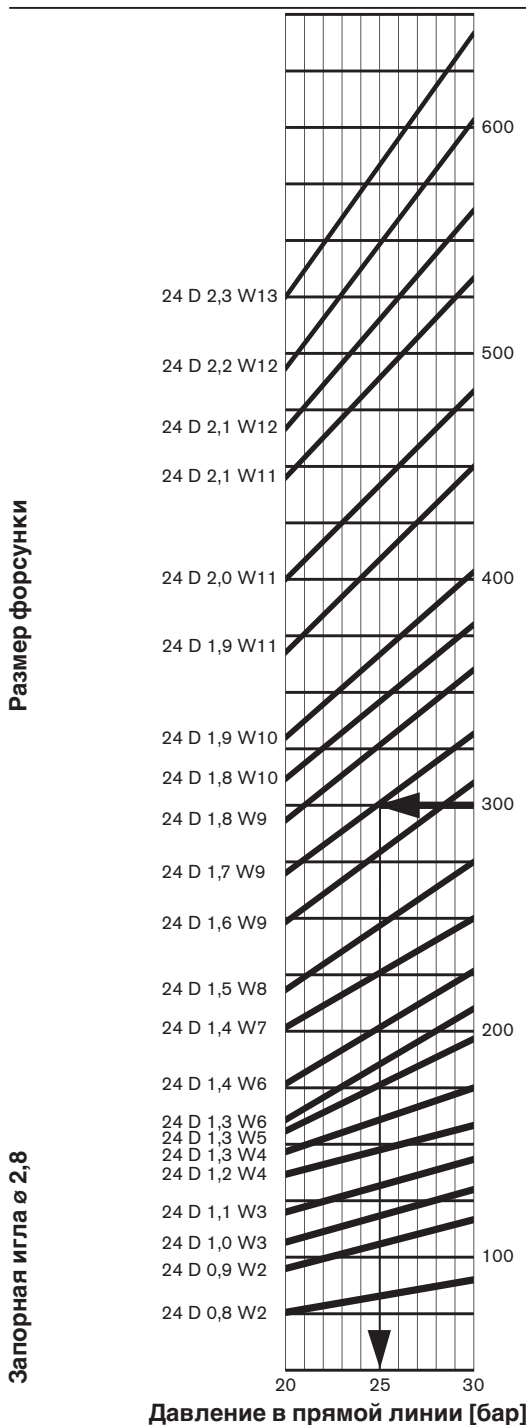 600
24 D 2,3 W13
500
24 D 2,2 W12
24 D 2,1 W12
24 D 2,1 W11
24 D 2,0 W11
400
24 D 1,9 W11
24 D 1,9 W10
24 D 1,8 W10
300
24 D 1,8 W9
24 D 1,7 W9
24 D 1,6 W9
24 D 1,5 W8
24 D 1,4 W7
200
24 D 1,4 W6
24 D 1,3 W6
24 D 1,3 W5
24 D 1,3 W4
24 D 1,2 W4
24 D 1,1 W3
24 D 1,0 W3
100
24 D 0,9 W2
24 D 0,8 W2
Размер форсунки
Запорная игла ø 2,8
20 25 30
Давление в прямой линии [бар]